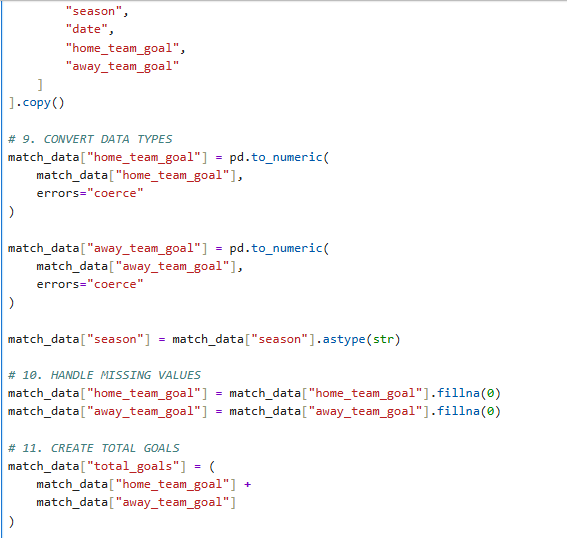 "season",
        "date",
        "home_team_goal",
        "away_team_goal"
    ]
].copy()

# 9. CONVERT DATA TYPES
match_data["home_team_goal"] = pd.to_numeric(
    match_data["home_team_goal"],
    errors="coerce"
)

match_data["away_team_goal"] = pd.to_numeric(
    match_data["away_team_goal"],
    errors="coerce"
)

match_data["season"] = match_data["season"].astype(str)

# 10. HANDLE MISSING VALUES
match_data["home_team_goal"] = match_data["home_team_goal"].fillna(0)
match_data["away_team_goal"] = match_data["away_team_goal"].fillna(0)

# 11. CREATE TOTAL GOALS
match_data["total_goals"] = (
    match_data["home_team_goal"] +
    match_data["away_team_goal"]
)